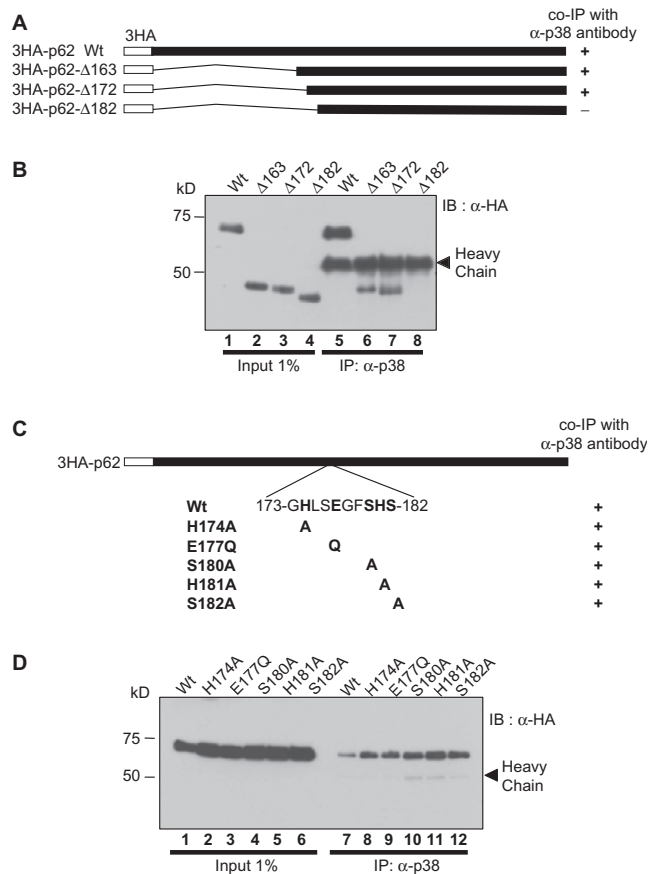 A
3HA
co-IP with
α-p38 antibody
3HA-p62 Wt +
3HA-p62-Δ163 +
3HA-p62-Δ172 +
3HA-p62-Δ182 –
B
kD
Wt Δ163 Δ172 Δ182 Wt Δ163 Δ172 Δ182
IB : α-HA
75
50
Heavy
Chain
1 2 3 4 5 6 7 8
Input 1% IP: α-p38
C
co-IP with
α-p38 antibody
3HA-p62
Wt 173-GHLSEGFSHS-182 +
H174A A +
E177Q Q +
S180A A +
H181A A +
S182A A +
D
kD
Wt H174A E177Q S180A H181A S182A Wt H174A E177Q S180A H181A S182A
IB : α-HA
75
50
Heavy
Chain
1 2 3 4 5 6 7 8 9 10 11 12
Input 1% IP: α-p38